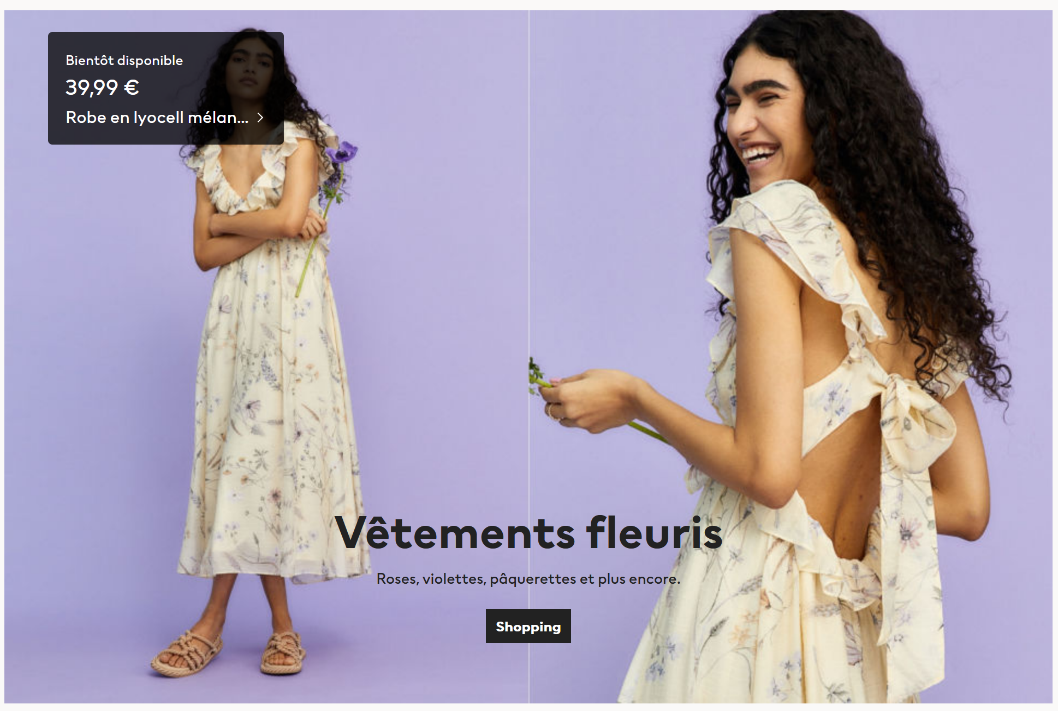 Bientôt disponible
39,99 €
Robe en lyocell mélan...
Vêtements fleuris
Roses, violettes, pâquerettes et plus encore.
Shopping